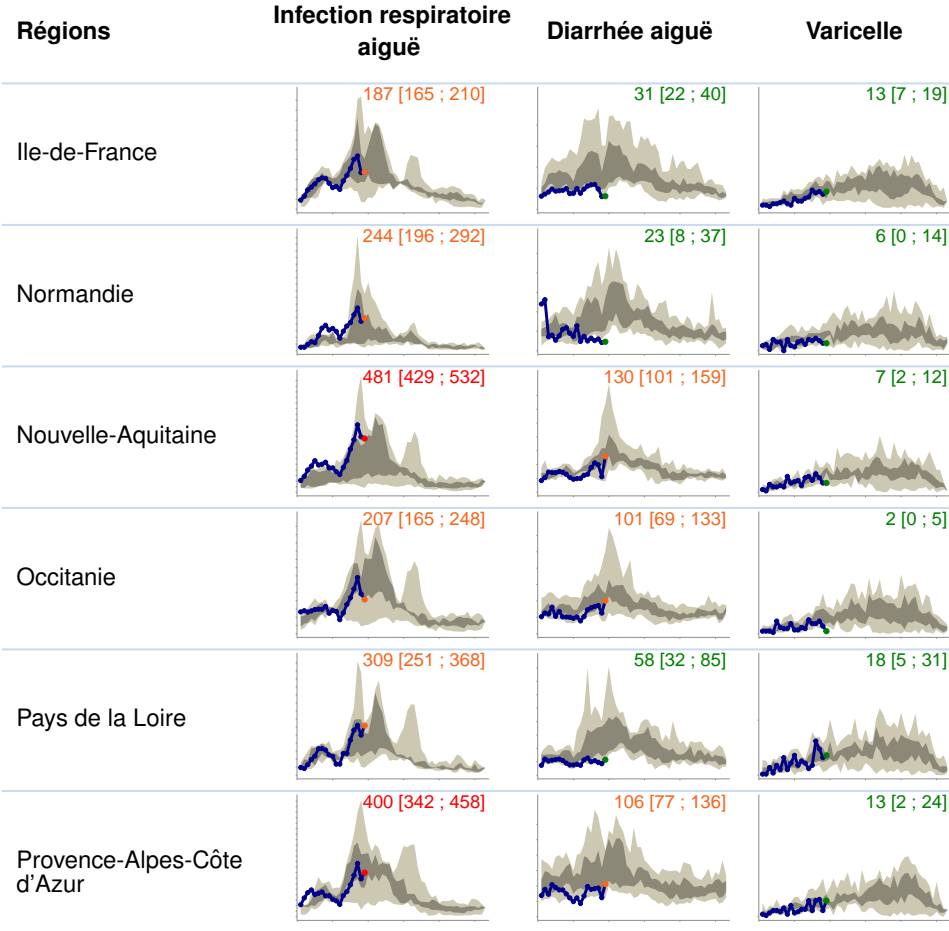 Régions
Infection respiratoire
aiguë
Diarrhée aiguë
Varicelle
Ile-de-France
187 [165 ; 210]
31 [22 ; 40]
13 [7 ; 19]
Normandie
244 [196 ; 292]
23 [8 ; 37]
6 [0 ; 14]
Nouvelle-Aquitaine
481 [429 ; 532]
130 [101 ; 159]
7 [2 ; 12]
Occitanie
207 [165 ; 248]
101 [69 ; 133]
2 [0 ; 5]
Pays de la Loire
309 [251 ; 368]
58 [32 ; 85]
18 [5 ; 31]
Provence-Alpes-Côte
d'Azur
400 [342 ; 458]
106 [77 ; 136]
13 [2 ; 24]